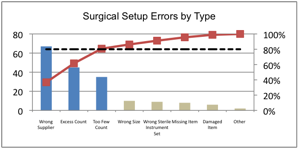 Surgical Setup Errors by Type
80
60
40
20
0
100%
80%
60%
40%
20%
0%
Wrong Supplier
Excess Count
Too Few Count
Wrong Size
Wrong Sterile Instrument Set
Missing Item
Damaged Item
Other